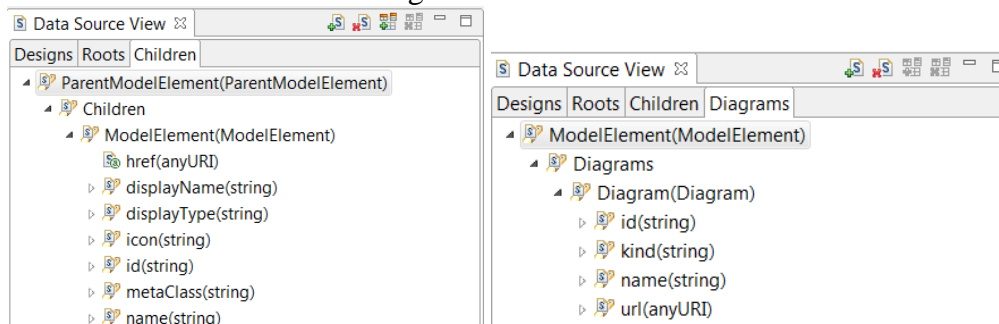 Data Source View
Designs Roots Children
ParentModelElement(ParentModelElement)
Children
ModelElement(ModelElement)
href(anyURI)
displayName(string)
displayType(string)
icon(string)
id(string)
metaClass(string)
name(string)
Data Source View
Designs Roots Children Diagrams
ModelElement(ModelElement)
Diagrams
Diagram(Diagram)
id(string)
kind(string)
name(string)
url(anyURI)